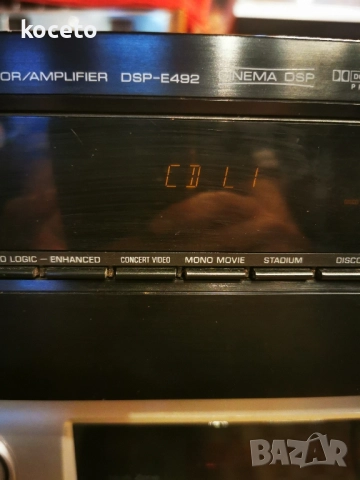 koceto
OR/AMPLIFIER DSP-E492 CINEMA DSP
CD L1
LOGIC – ENHANCED CONCERT VIDEO MONO MOVIE STADIUM DISCO
BAZAR